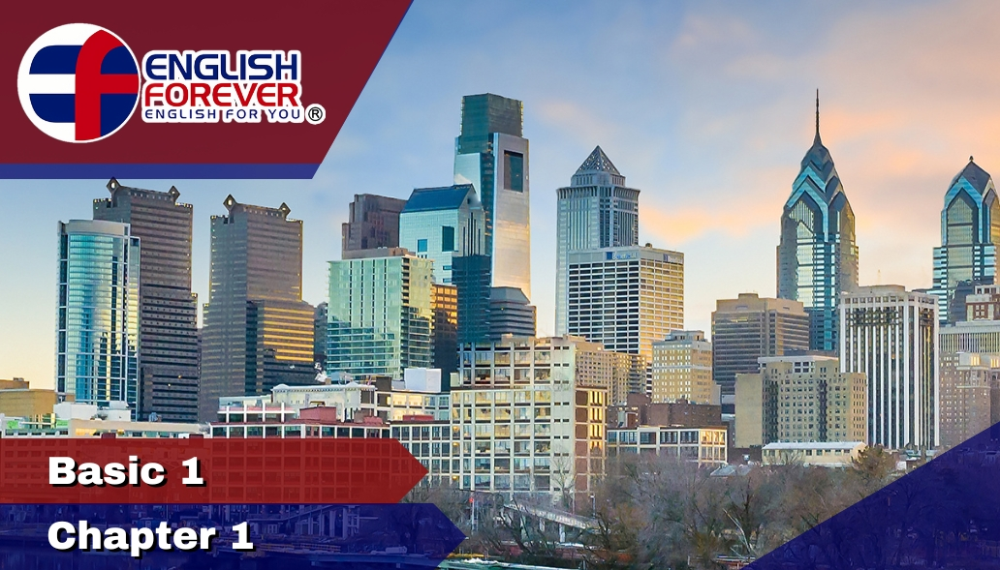 ENGLISH
FOREVER
ENGLISH FOR YOU ®
Basic 1
Chapter 1